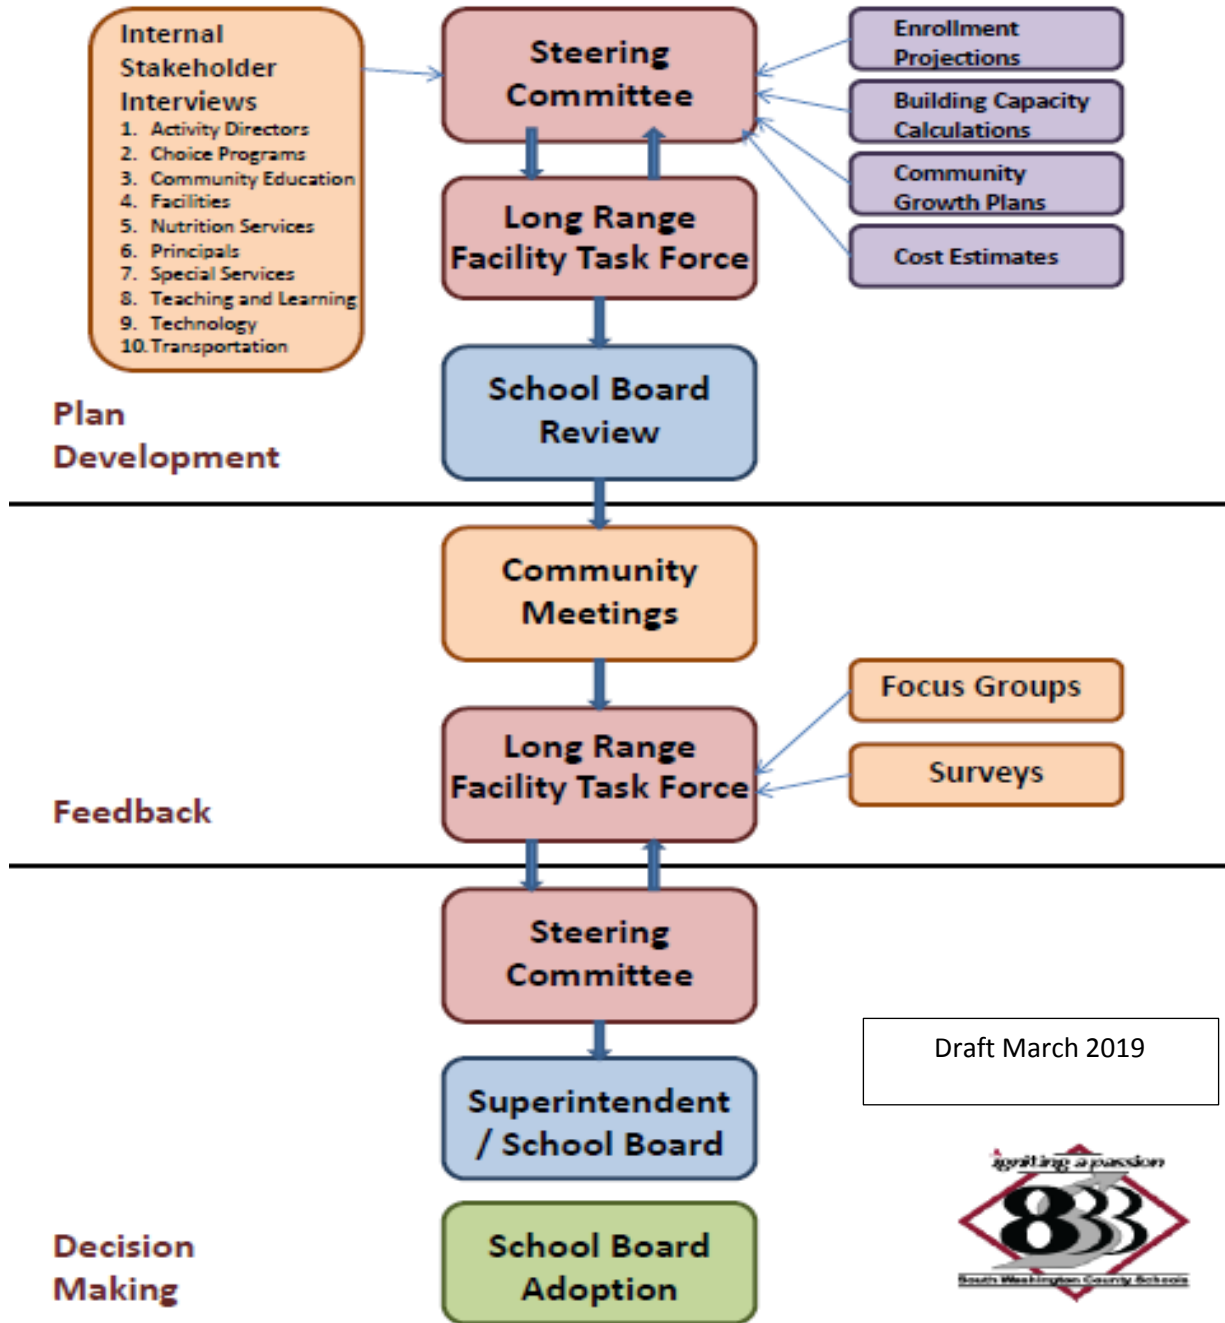 Internal
Stakeholder
Interviews
1. Activity Directors
2. Choice Programs
3. Community Education
4. Facilities
5. Nutrition Services
6. Principals
7. Special Services
8. Teaching and Learning
9. Technology
10. Transportation
Steering
Committee
Enrollment
Projections
Building Capacity
Calculations
Community
Growth Plans
Cost Estimates
Long Range
Facility Task Force
School Board
Review
Plan
Development
Community
Meetings
Long Range
Facility Task Force
Focus Groups
Surveys
Feedback
Steering
Committee
Superintendent
/ School Board
School Board
Adoption
Decision
Making
Draft March 2019
igniting a passion
833
South Washington County Schools